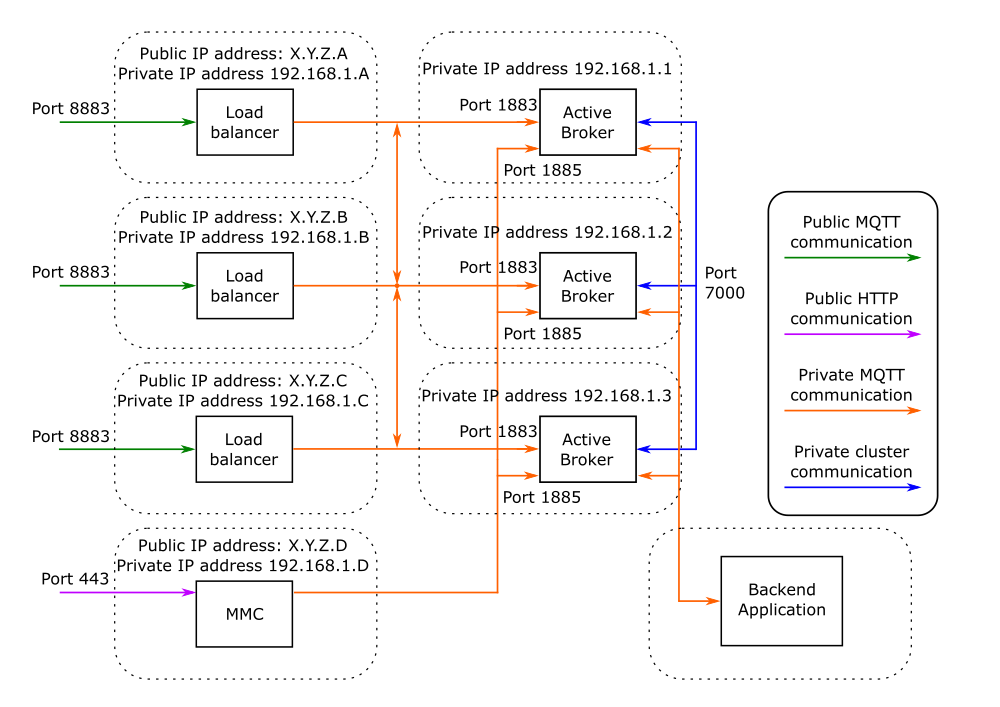 Public IP address: X.Y.Z.A
Private IP address 192.168.1.A
Port 8883
Load
balancer
Private IP address 192.168.1.1
Port 1883
Active
Broker
Port 1885
Public IP address: X.Y.Z.B
Private IP address 192.168.1.B
Port 8883
Load
balancer
Private IP address 192.168.1.2
Port 1883
Active
Broker
Port 1885
Port
7000
Public IP address: X.Y.Z.C
Private IP address 192.168.1.C
Port 8883
Load
balancer
Private IP address 192.168.1.3
Port 1883
Active
Broker
Port 1885
Public IP address: X.Y.Z.D
Private IP address 192.168.1.D
Port 443
MMC
Backend
Application
Public MQTT
communication
Public HTTP
communication
Private MQTT
communication
Private cluster
communication